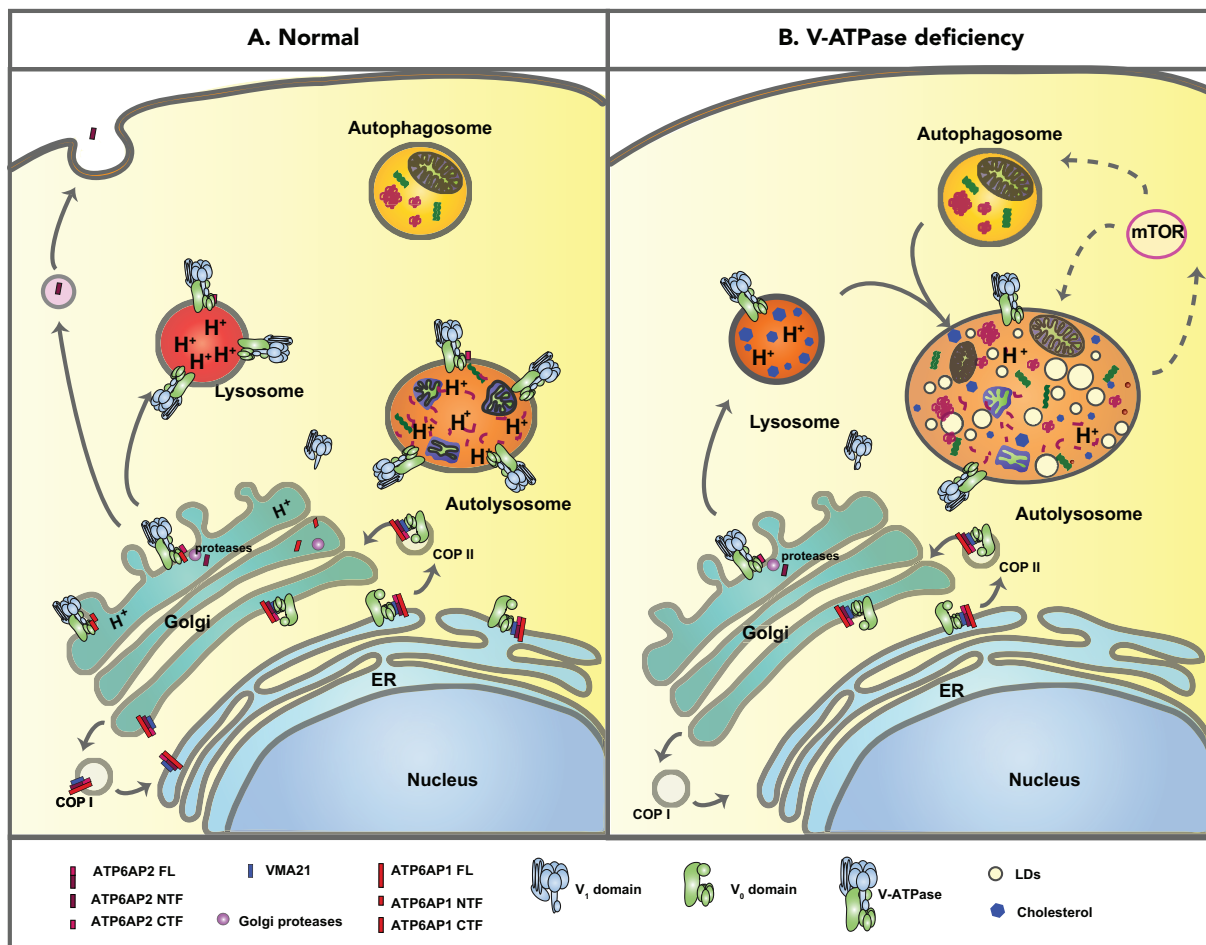 A. Normal
B. V-ATPase deficiency
Autophagosome
H⁺
H⁺
H⁺
H⁺
Lysosome
H⁺
H⁺
H⁺
H⁺
H⁺
Autolysosome
H⁺
proteases
COP II
H⁺
Golgi
ER
Nucleus
COP I
Autophagosome
mTOR
H⁺
H⁺
Lysosome
H⁺
H⁺
Autolysosome
proteases
COP II
Golgi
ER
Nucleus
COP I
ATP6AP2 FL
ATP6AP2 NTF
ATP6AP2 CTF
VMA21
Golgi proteases
ATP6AP1 FL
ATP6AP1 NTF
ATP6AP1 CTF
V₁ domain
V₀ domain
V-ATPase
LDs
Cholesterol